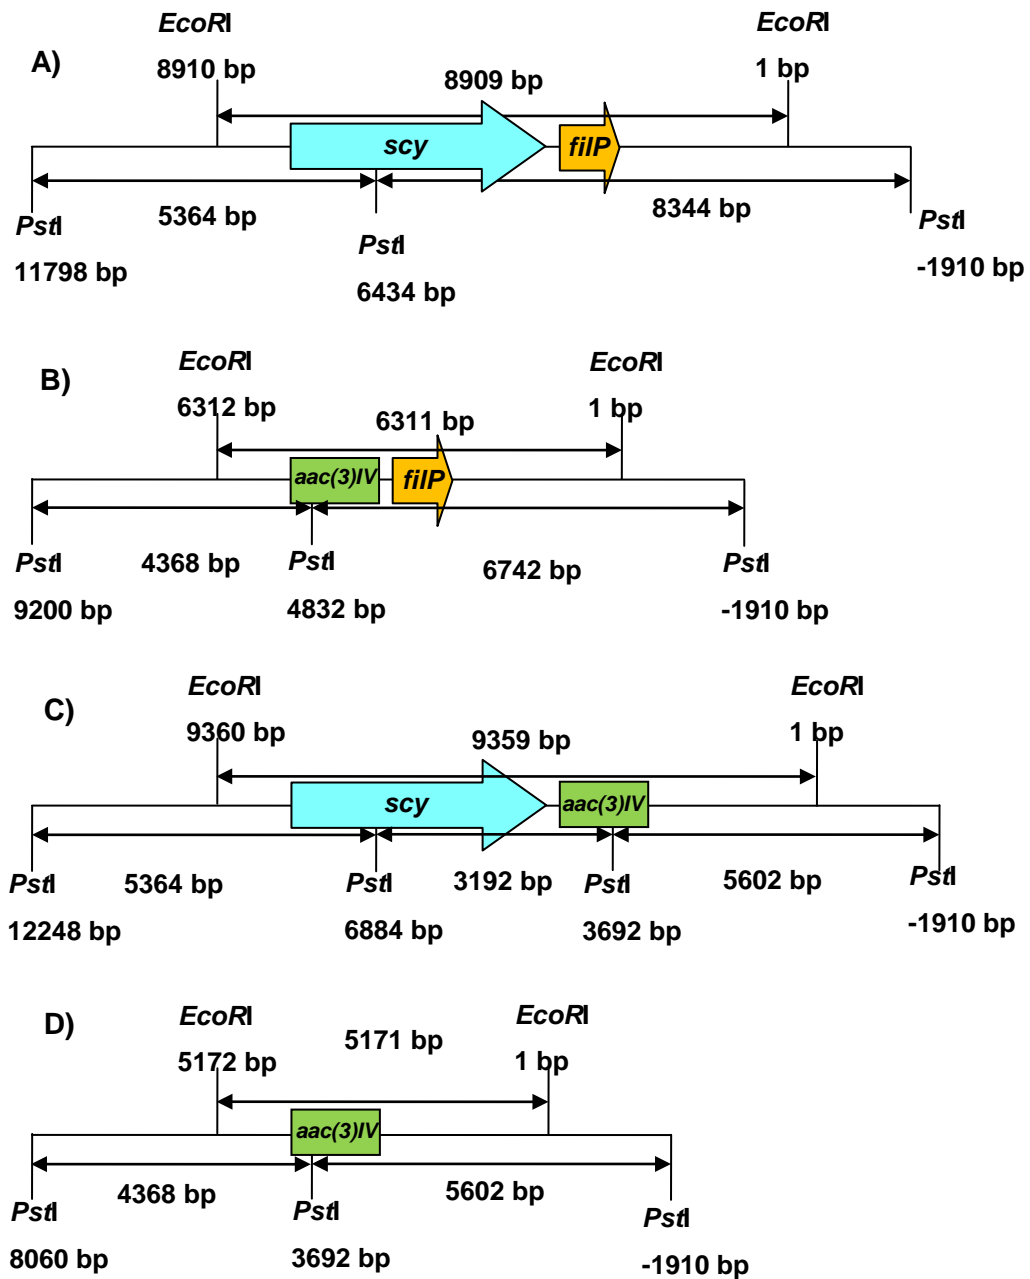 EcoRI EcoRI
A) 8910 bp 8909 bp 1 bp
scy filP
5364 bp 8344 bp
PstI PstI PstI
11798 bp 6434 bp -1910 bp
EcoRI EcoRI
B) 6312 bp 6311 bp 1 bp
aac(3)IV filP
PstI 4368 bp PstI 6742 bp PstI
9200 bp 4832 bp -1910 bp
EcoRI EcoRI
C) 9360 bp 9359 bp 1 bp
scy aac(3)IV
PstI 5364 bp PstI 3192 bp PstI 5602 bp PstI
12248 bp 6884 bp 3692 bp -1910 bp
EcoRI EcoRI
D) 5172 bp 5171 bp 1 bp
aac(3)IV
4368 bp 5602 bp
PstI PstI PstI
8060 bp 3692 bp -1910 bp